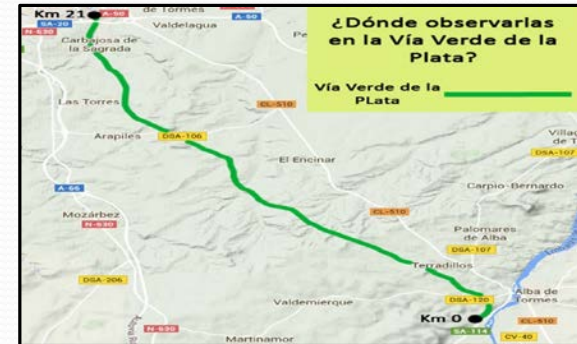 Km 21
A-50
A-50
de Tormes
SA-20
Valdelagua
N-630
Carbajosa de
la Sagrada
¿Dónde observarlas
en la Vía Verde de la
Plata?
Vía Verde de la
PLata
Las Torres
CL-510
Arapiles
DSA-106
El Encinar
DSA-107
A-66
Carpio-Bernardo
Mozárbez
N-630
CL-510
Palomares
de Alba
DSA-107
Terradillos
DSA-206
Alba de
Tormes
Valdemierque
DSA-120
Km 0
CL-510
SA-114
Martinamor
CV-40